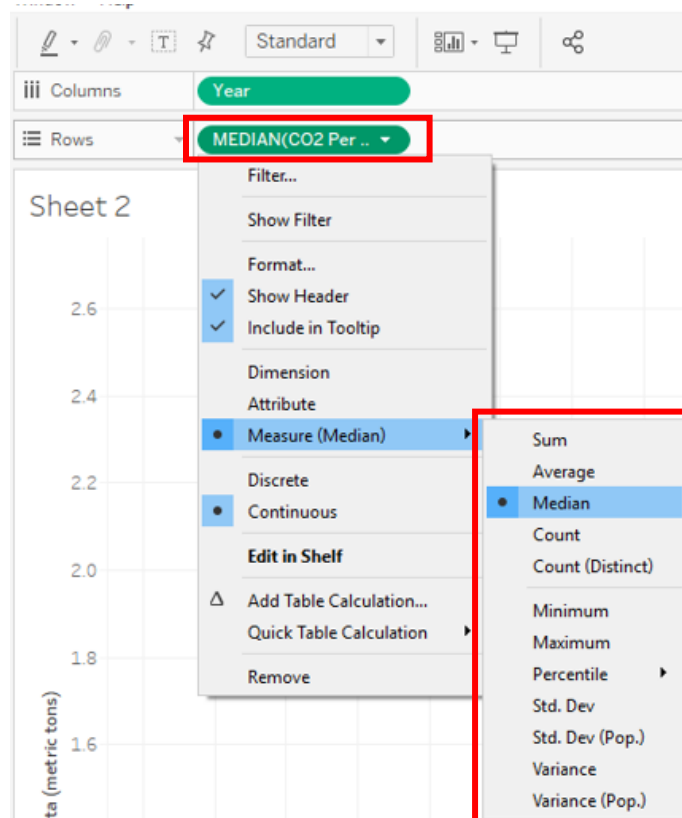 Standard
Columns
Year
Rows
MEDIAN(CO2 Per ..
Sheet 2
Filter...
Show Filter
Format...
Show Header
Include in Tooltip
Dimension
Attribute
Measure (Median)
Discrete
Continuous
Edit in Shelf
Add Table Calculation...
Quick Table Calculation
Remove
Sum
Average
Median
Count
Count (Distinct)
Minimum
Maximum
Percentile
Std. Dev
Std. Dev (Pop.)
Variance
Variance (Pop.)
2.6
2.4
2.2
2.0
1.8
1.6
ta (metric tons)